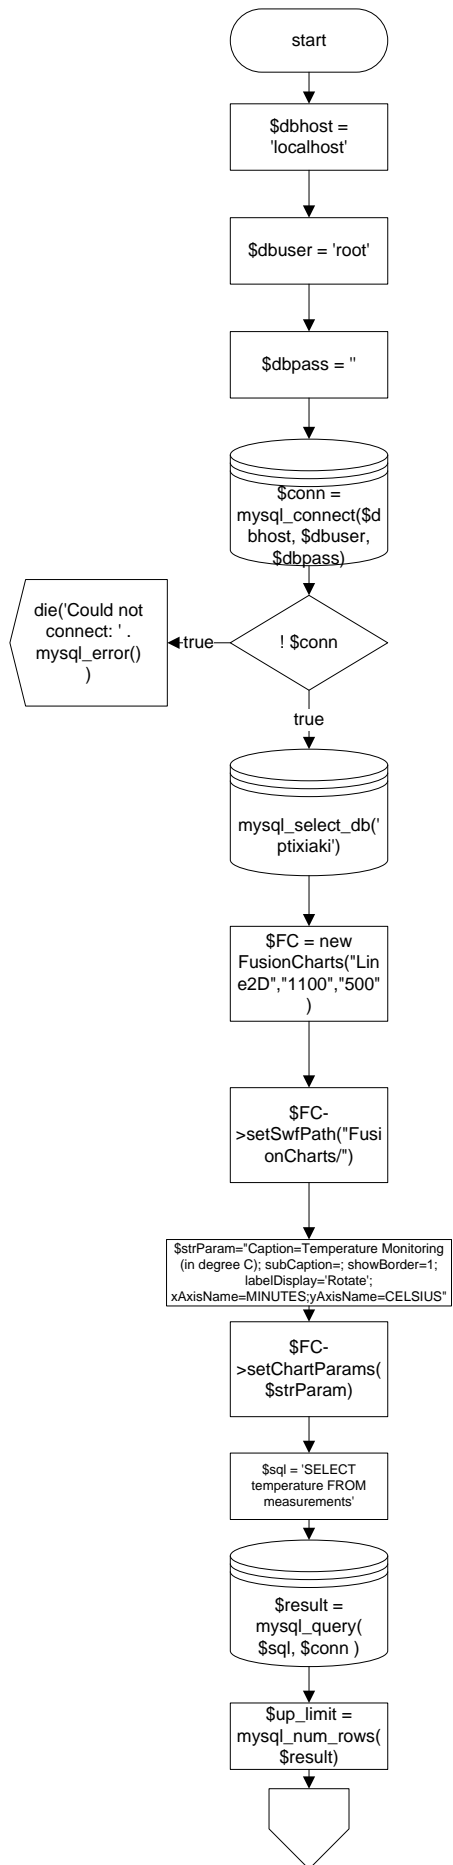 start
$dbhost =
'localhost'
$dbuser = 'root'
$dbpass = ''
$conn =
mysql_connect($d
bhost, $dbuser,
$dbpass)
die('Could not
connect: ' .
mysql_error()
)
true
! $conn
true
mysql_select_db('
ptixiaki')
$FC = new
FusionCharts("Lin
e2D","1100","500"
)
$FC-
>setSwfPath("Fusi
onCharts/")
$strParam="Caption=Temperature Monitoring
(in degree C); subCaption=; showBorder=1;
labelDisplay='Rotate';
xAxisName=MINUTES;yAxisName=CELSIUS"
$FC-
>setChartParams(
$strParam)
$sql = 'SELECT
temperature FROM
measurements'
$result =
mysql_query(
$sql, $conn )
$up_limit =
mysql_num_rows(
$result)